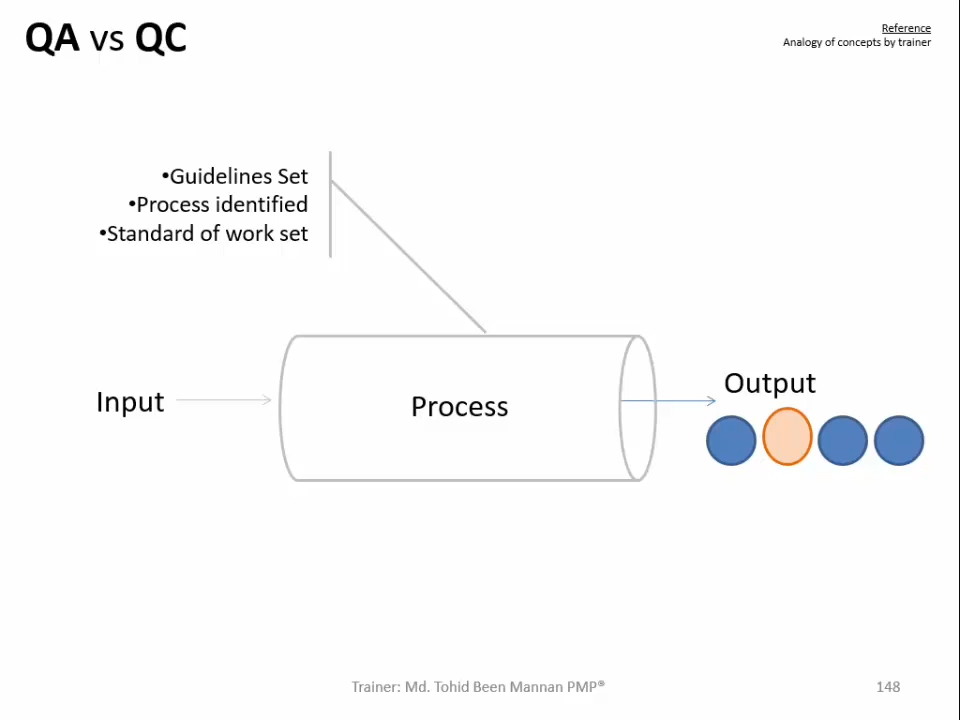 QA vs QC
Reference
Analogy of concepts by trainer
•Guidelines Set
•Process identified
•Standard of work set
Input
Process
Output
Trainer: Md. Tohid Been Mannan PMP®
148